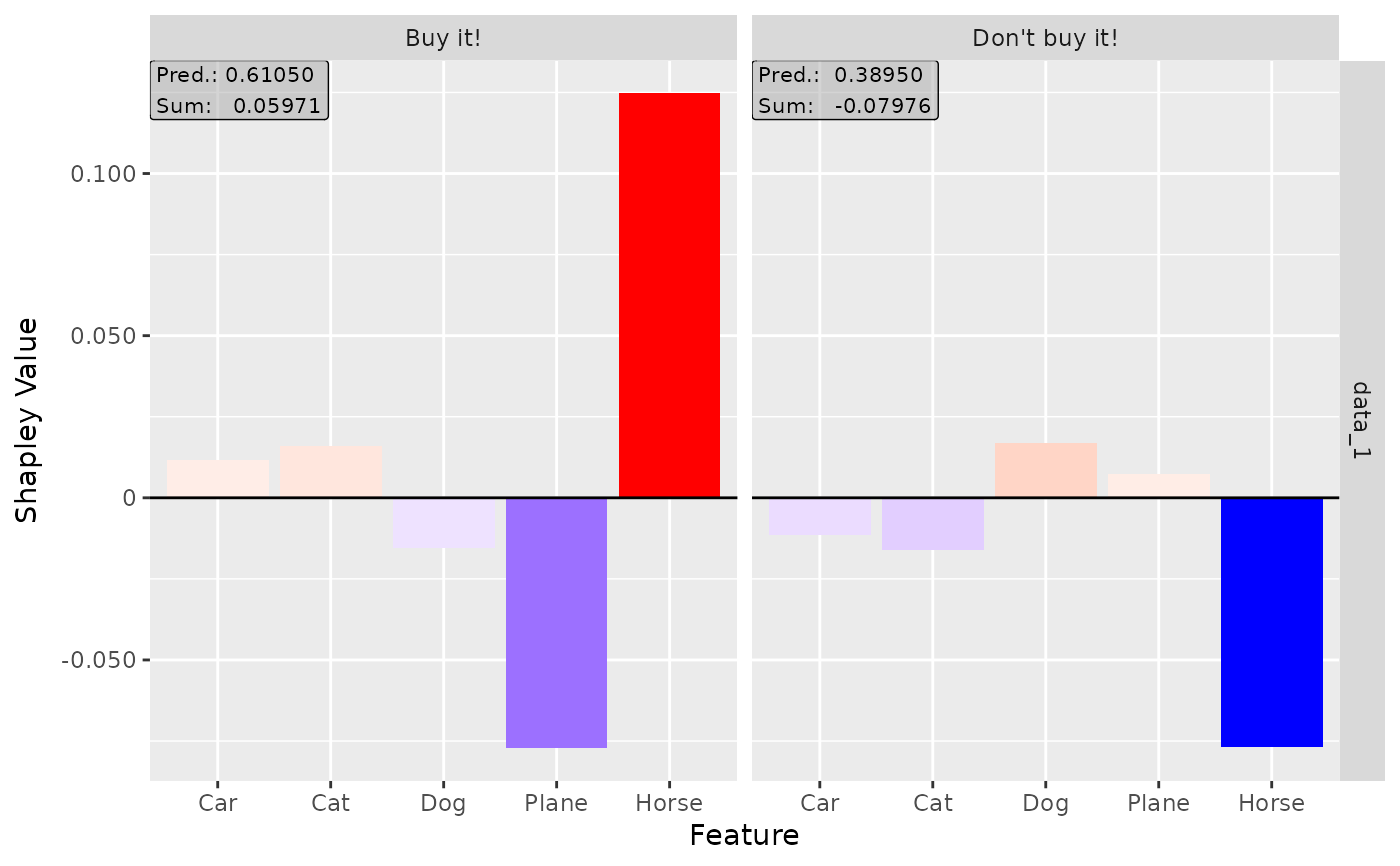 Buy it!
Don't buy it!
Pred.: 0.61050
Sum: 0.05971
Pred.: 0.38950
Sum: -0.07976
0.100
0.050
0
-0.050
Shapley Value
data_1
Car Cat Dog Plane Horse
Car Cat Dog Plane Horse
Feature